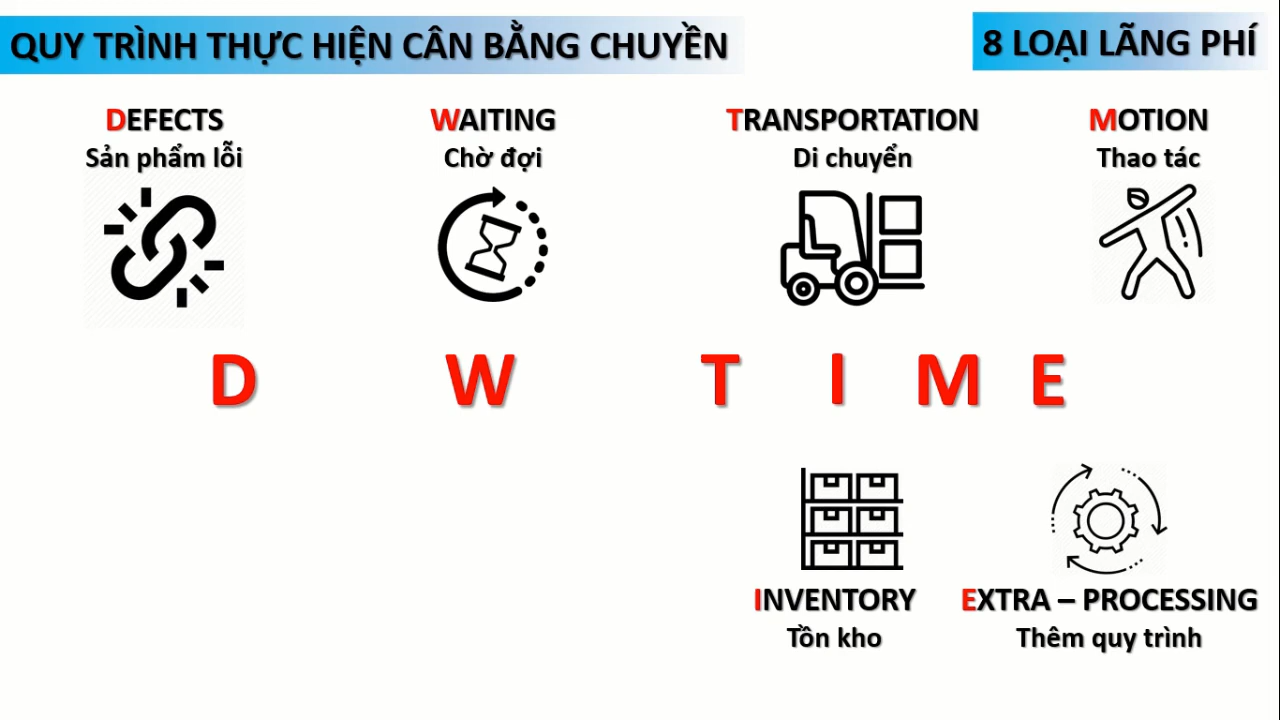 QUY TRÌNH THỰC HIỆN CÂN BẰNG CHUYỀN
8 LOẠI LÃNG PHÍ
DEFECTS
Sản phẩm lỗi
WAITING
Chờ đợi
TRANSPORTATION
Di chuyển
MOTION
Thao tác
D W T I M E
INVENTORY
Tồn kho
EXTRA – PROCESSING
Thêm quy trình